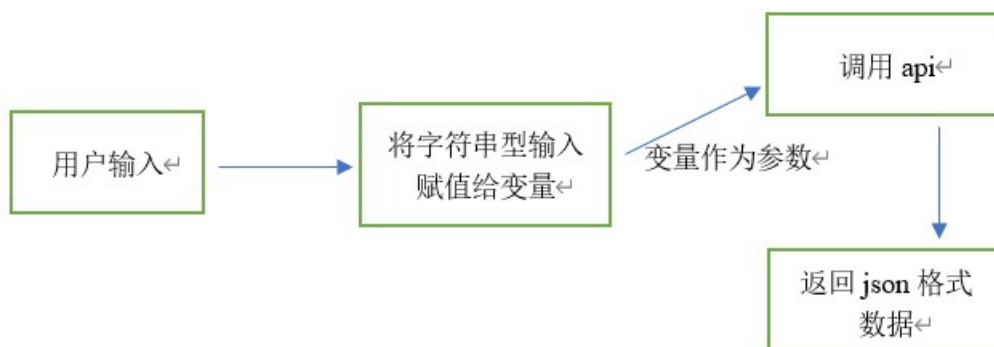 用户输入
将字符串型输入
赋值给变量
变量作为参数
调用 api
返回 json 格式
数据